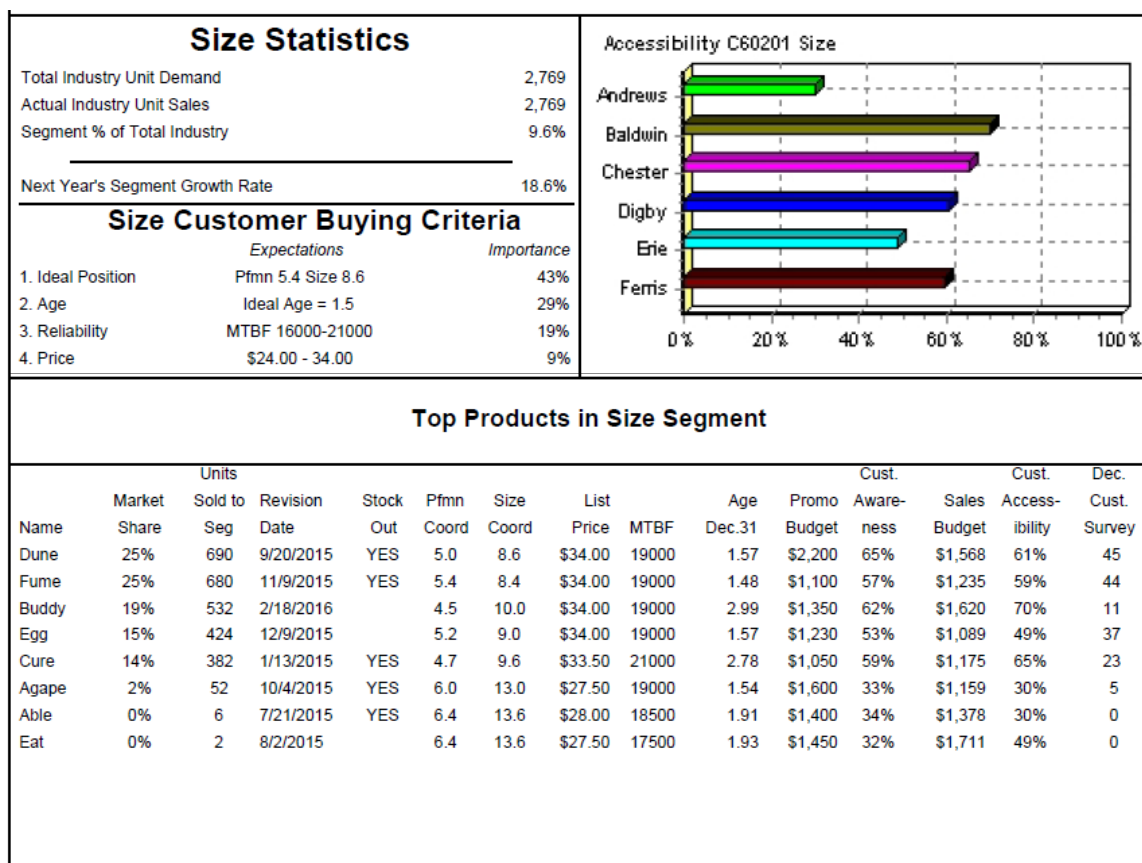 Size Statistics
Total Industry Unit Demand 2,769
Actual Industry Unit Sales 2,769
Segment % of Total Industry 9.6%
Next Year's Segment Growth Rate 18.6%
Size Customer Buying Criteria
Expectations Importance
1. Ideal Position Pfmn 5.4 Size 8.6 43%
2. Age Ideal Age = 1.5 29%
3. Reliability MTBF 16000-21000 19%
4. Price $24.00 - 34.00 9%
Accessibility C60201 Size
Andrews
Baldwin
Chester
Digby
Erie
Ferris
0% 20% 40% 60% 80% 100%
Top Products in Size Segment
Units Cust. Cust. Dec.
Market Sold to Revision Stock Pfmn Size List Age Promo Aware- Sales Access- Cust.
Name Share Seg Date Out Coord Coord Price MTBF Dec.31 Budget ness Budget ibility Survey
Dune 25% 690 9/20/2015 YES 5.0 8.6 $34.00 19000 1.57 $2,200 65% $1,568 61% 45
Fume 25% 680 11/9/2015 YES 5.4 8.4 $34.00 19000 1.48 $1,100 57% $1,235 59% 44
Buddy 19% 532 2/18/2016 4.5 10.0 $34.00 19000 2.99 $1,350 62% $1,620 70% 11
Egg 15% 424 12/9/2015 5.2 9.0 $34.00 19000 1.57 $1,230 53% $1,089 49% 37
Cure 14% 382 1/13/2015 YES 4.7 9.6 $33.50 21000 2.78 $1,050 59% $1,175 65% 23
Agape 2% 52 10/4/2015 YES 6.0 13.0 $27.50 19000 1.54 $1,600 33% $1,159 30% 5
Able 0% 6 7/21/2015 YES 6.4 13.6 $28.00 18500 1.91 $1,400 34% $1,378 30% 0
Eat 0% 2 8/2/2015 6.4 13.6 $27.50 17500 1.93 $1,450 32% $1,711 49% 0